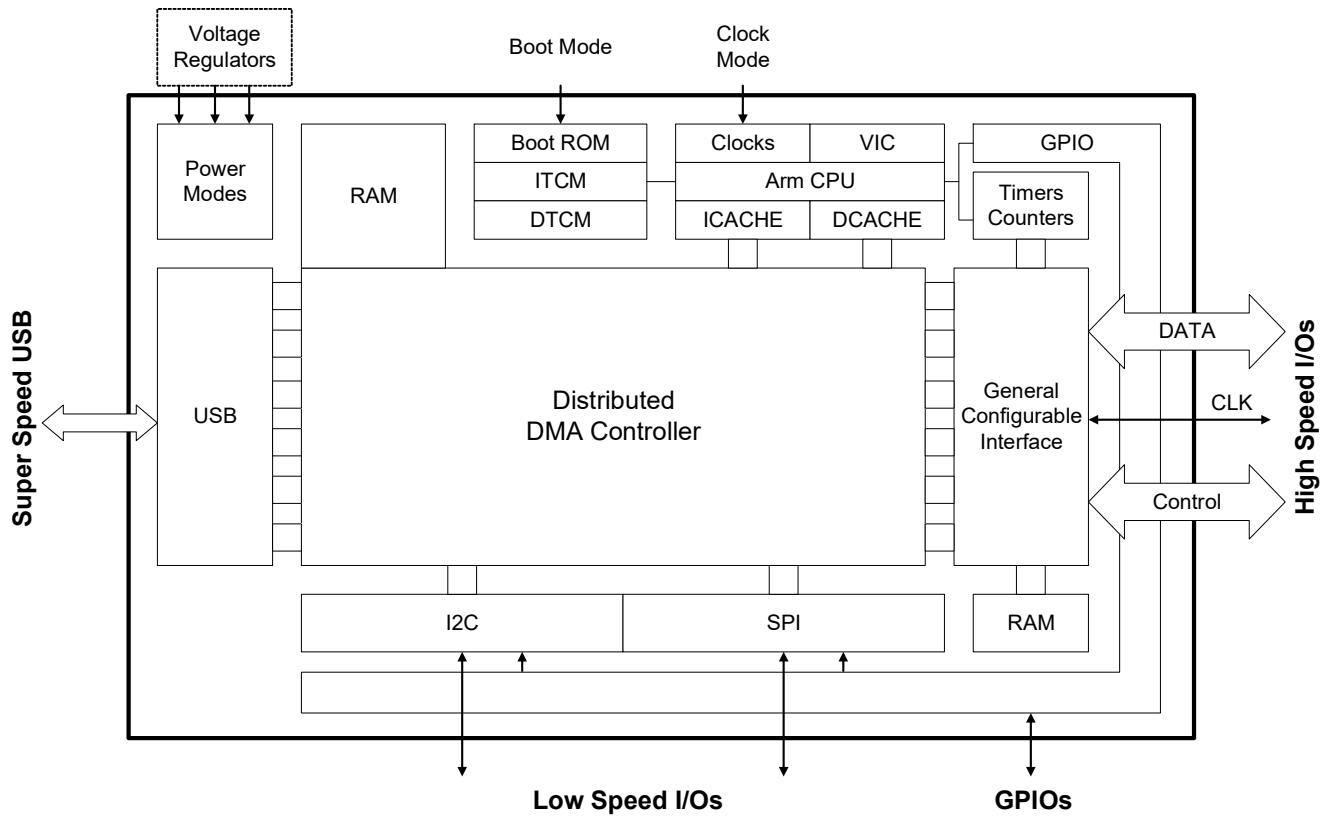 Voltage
Regulators
Boot Mode
Clock
Mode
Power
Modes
RAM
Boot ROM
ITCM
DTCM
Clocks
VIC
Arm CPU
ICACHE
DCACHE
GPIO
Timers
Counters
Super Speed USB
USB
Distributed
DMA Controller
General
Configurable
Interface
DATA
CLK
Control
High Speed I/Os
I2C
SPI
RAM
Low Speed I/Os
GPIOs